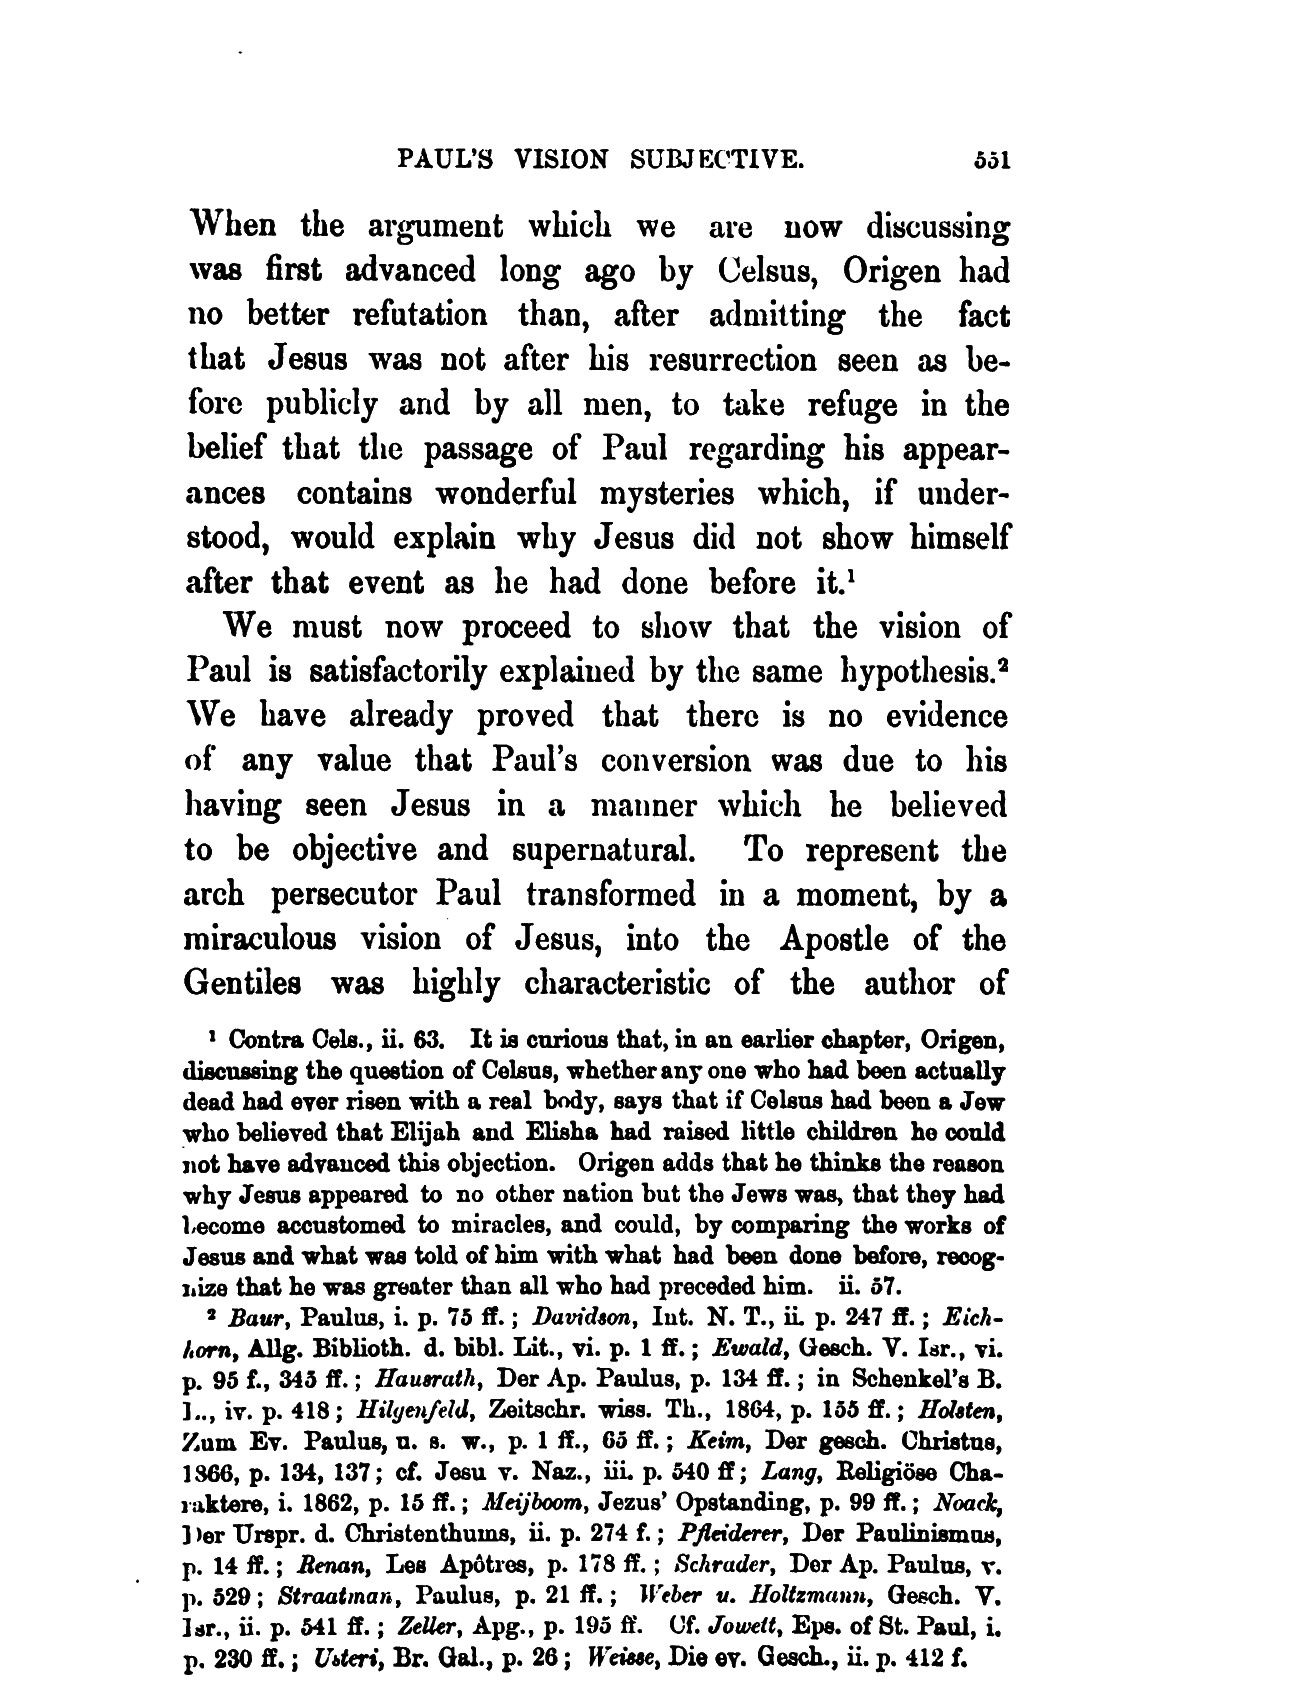 PAUL'S VISION SUBJECTIVE. 551
When the argument which we are now discussing
was first advanced long ago by Celsus, Origen had
no better refutation than, after admitting the fact
that Jesus was not after his resurrection seen as be-
fore publicly and by all men, to take refuge in the
belief that the passage of Paul regarding his appear-
ances contains wonderful mysteries which, if under-
stood, would explain why Jesus did not show himself
after that event as he had done before it.¹
We must now proceed to show that the vision of
Paul is satisfactorily explained by the same hypothesis.²
We have already proved that there is no evidence
of any value that Paul's conversion was due to his
having seen Jesus in a manner which he believed
to be objective and supernatural. To represent the
arch persecutor Paul transformed in a moment, by a
miraculous vision of Jesus, into the Apostle of the
Gentiles was highly characteristic of the author of
¹ Contra Cels., ii. 63. It is curious that, in an earlier chapter, Origen,
discussing the question of Celsus, whether any one who had been actually
dead had ever risen with a real body, says that if Celsus had been a Jew
who believed that Elijah and Elisha had raised little children he could
not have advanced this objection. Origen adds that he thinks the reason
why Jesus appeared to no other nation but the Jews was, that they had
become accustomed to miracles, and could, by comparing the works of
Jesus and what was told of him with what had been done before, recog-
nize that he was greater than all who had preceded him. ii. 57.
² Baur, Paulus, i. p. 75 ff.; Davidson, Int. N. T., ii. p. 247 ff.; Eich-
horn, Allg. Biblioth. d. bibl. Lit., vi. p. 1 ff.; Ewald, Gesch. V. Isr., vi.
p. 95 f., 345 ff.; Hausrath, Der Ap. Paulus, p. 134 ff.; in Schenkel's B.
L., iv. p. 418; Hilgenfeld, Zeitschr. wiss. Th., 1864, p. 155 ff.; Holsten,
Zum Ev. Paulus, u. s. w., p. 1 ff., 65 ff.; Keim, Der gesch. Christus,
1866, p. 134, 137; cf. Jesu v. Naz., iii. p. 540 ff; Lang, Religiöse Cha-
raktere, i. 1862, p. 15 ff.; Meijboom, Jezus' Opstanding, p. 99 ff.; Noack,
Der Urspr. d. Christenthums, ii. p. 274 f.; Pfleiderer, Der Paulinismus,
p. 14 ff.; Renan, Les Apôtres, p. 178 ff.; Schrader, Der Ap. Paulus, v.
p. 529; Straatman, Paulus, p. 21 ff.; Weber u. Holtzmann, Gesch. V.
Isr., ii. p. 541 ff.; Zeller, Apg., p. 195 ff. Cf. Jowett, Eps. of St. Paul, i.
p. 230 ff.; Usteri, Br. Gal., p. 26; Weisse, Die ev. Gesch., ii. p. 412 f.